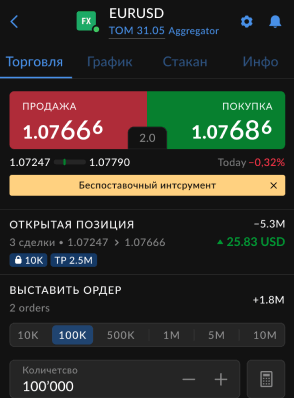 EURUSD
FX
TOM 31.05 Aggregator
Торговля График Стакан Инфо
ПРОДАЖА ПОКУПКА
1.07666 2.0 1.07686
1.07247 1.07790 Today −0,32%
Беспоставочный интсрумент ×
ОТКРЫТАЯ ПОЗИЦИЯ −5.3M
3 сделки • 1.07247 > 1.07666 ▲ 25.83 USD
10K TP 2.5M
ВЫСТАВИТЬ ОРДЕР +1.8M
2 orders
10K 100K 500K 1M 5M 10M
Количетсво
100'000 − +